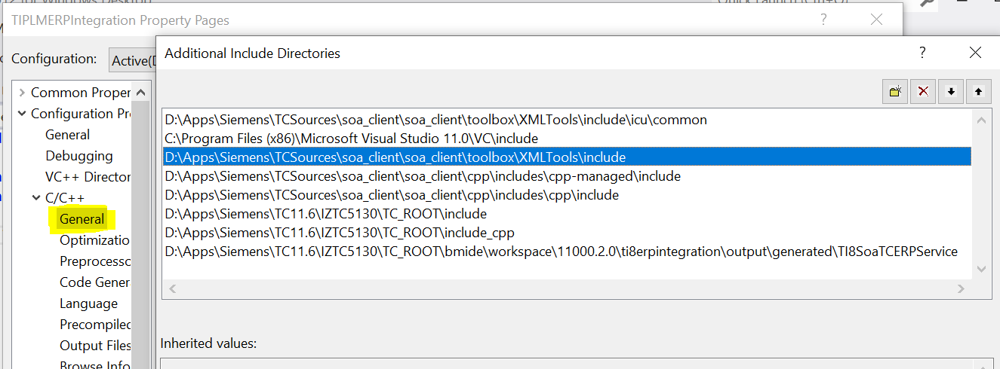 TIPLMERPIntegration Property Pages
?
Configuration:
Active(D
Additional Include Directories
?
Common Proper
Configuration Pr
General
Debugging
VC++ Director
C/C++
General
Optimizatio
Preprocesso
Code Gener
Language
Precompiled
Output Files
Browse Info
D:\Apps\Siemens\TCSources\soa_client\soa_client\toolbox\XMLTools\include\icu\common
C:\Program Files (x86)\Microsoft Visual Studio 11.0\VC\include
D:\Apps\Siemens\TCSources\soa_client\soa_client\toolbox\XMLTools\include
D:\Apps\Siemens\TCSources\soa_client\soa_client\cpp\includes\cpp-managed\include
D:\Apps\Siemens\TCSources\soa_client\soa_client\cpp\includes\cpp\include
D:\Apps\Siemens\TC11.6\IZTC5130\TC_ROOT\include
D:\Apps\Siemens\TC11.6\IZTC5130\TC_ROOT\include_cpp
D:\Apps\Siemens\TC11.6\IZTC5130\TC_ROOT\bmide\workspace\11000.2.0\ti8erpintegration\output\generated\TI8SoaTCERPService
Inherited values: